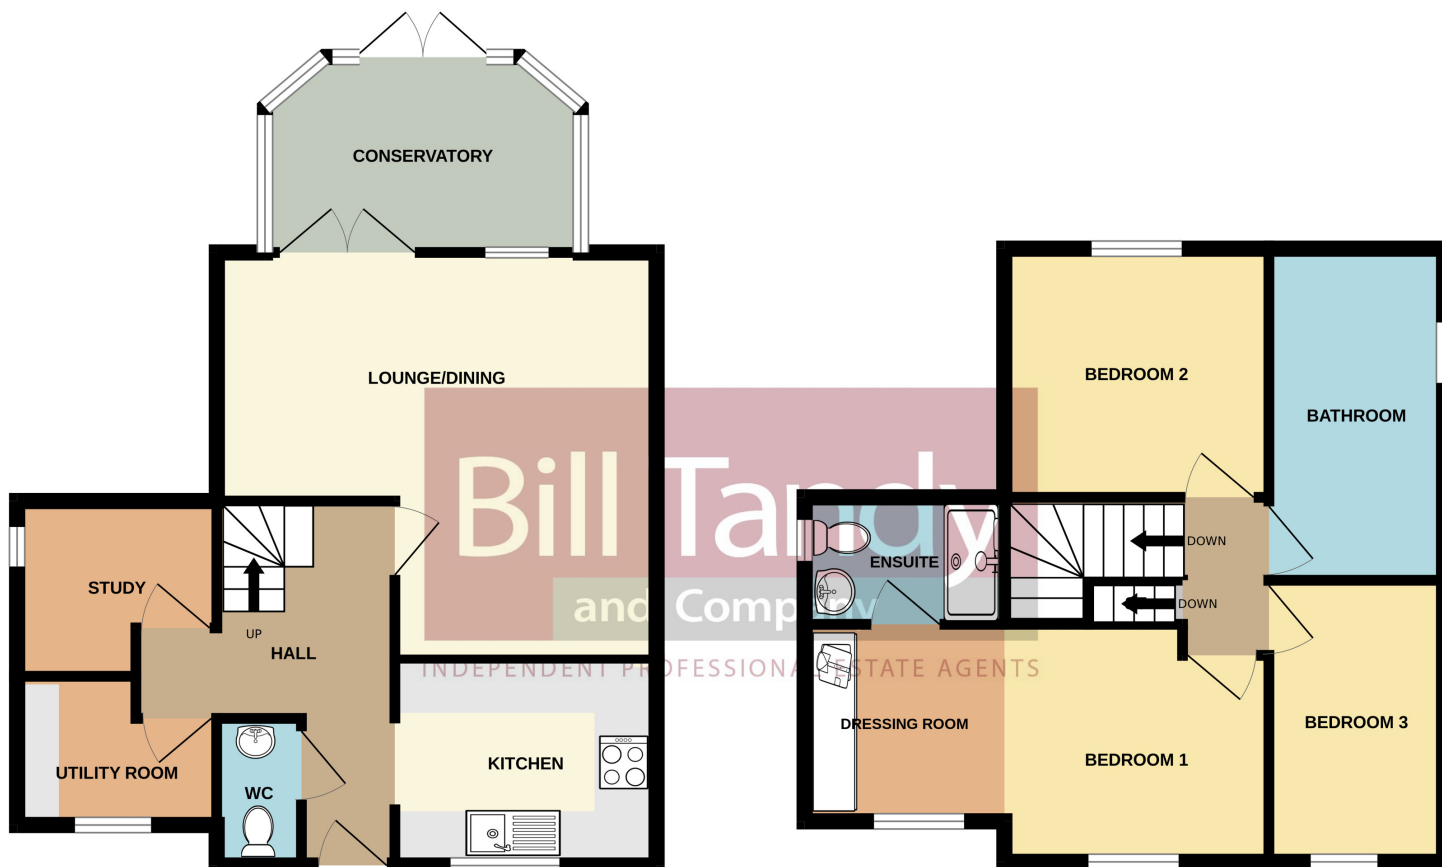 CONSERVATORY
LOUNGE/DINING
STUDY
UP
HALL
UTILITY ROOM
WC
KITCHEN
BEDROOM 2
BATHROOM
ENSUITE
DOWN
DOWN
DRESSING ROOM
BEDROOM 1
BEDROOM 3
Bill Tandy
and Company
INDEPENDENT PROFESSIONAL ESTATE AGENTS